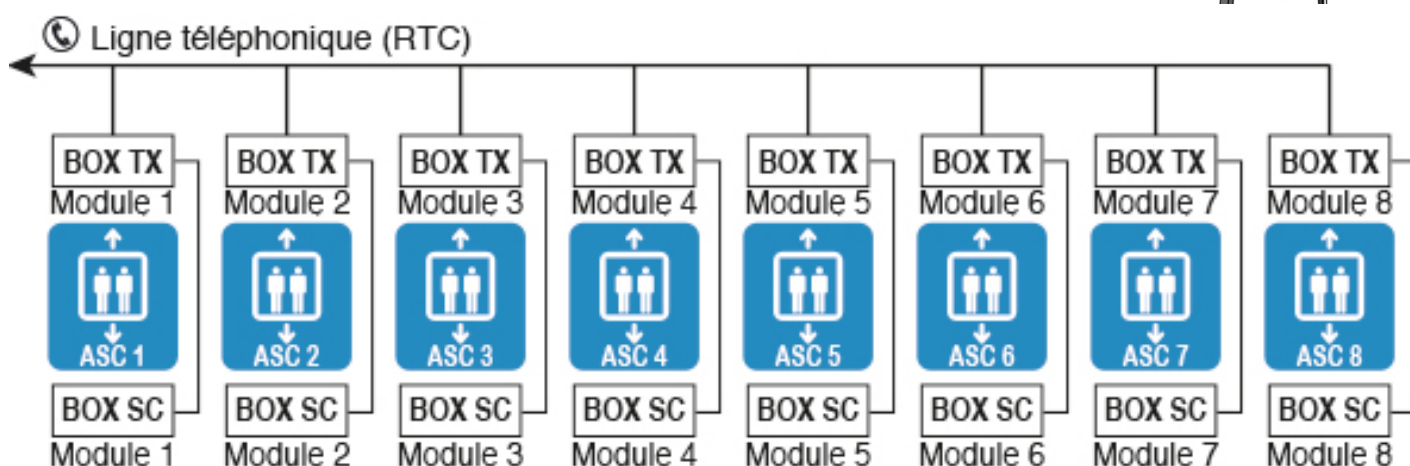 Ligne téléphonique (RTC)
BOX TX BOX TX BOX TX BOX TX BOX TX BOX TX BOX TX BOX TX
Module 1 Module 2 Module 3 Module 4 Module 5 Module 6 Module 7 Module 8
ASC 1 ASC 2 ASC 3 ASC 4 ASC 5 ASC 6 ASC 7 ASC 8
BOX SC BOX SC BOX SC BOX SC BOX SC BOX SC BOX SC BOX SC
Module 1 Module 2 Module 3 Module 4 Module 5 Module 6 Module 7 Module 8